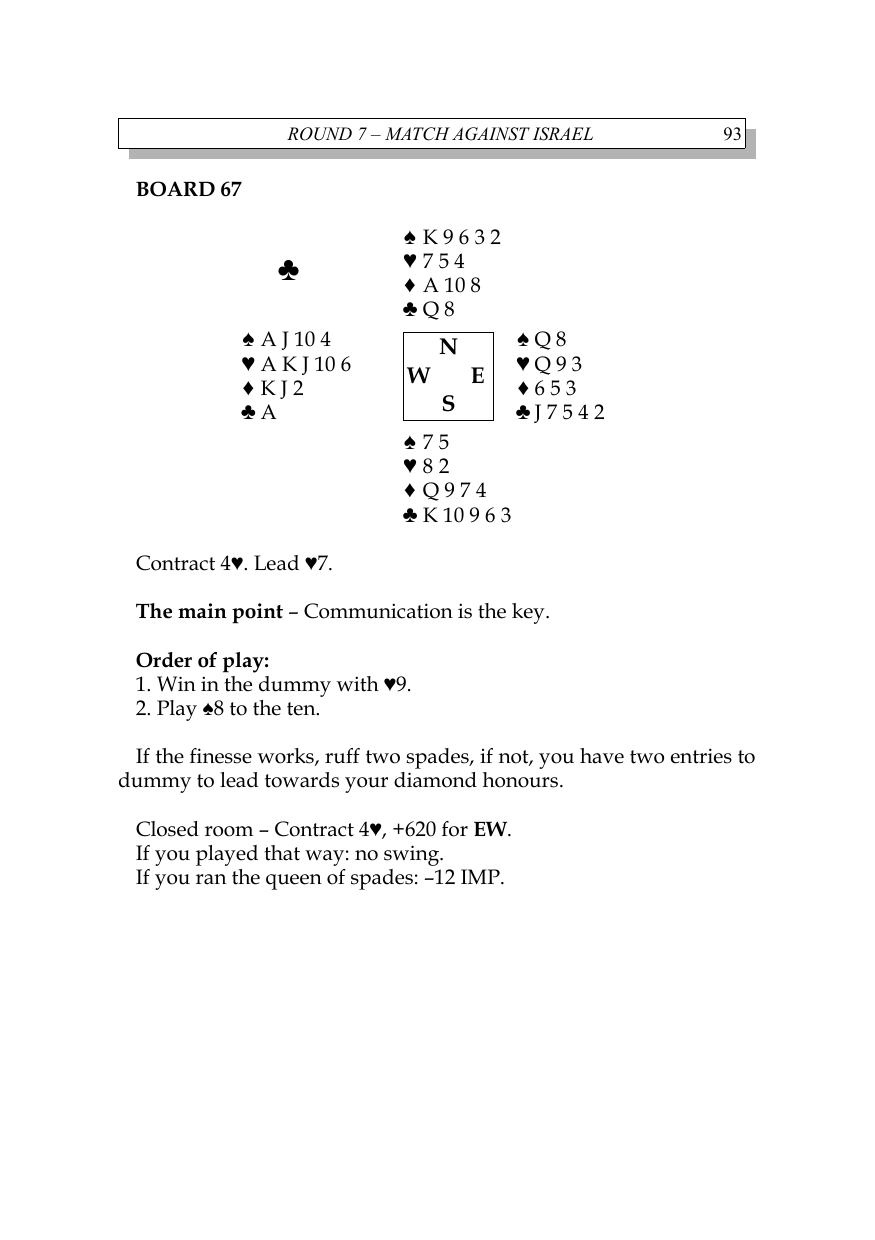 ROUND 7 – MATCH AGAINST ISRAEL 93
BOARD 67
♠ K 9 6 3 2
♥ 7 5 4
♦ A 10 8
♣ Q 8
♣
♠ A J 10 4
♥ A K J 10 6
♦ K J 2
♣ A
N
W E
S
♠ Q 8
♥ Q 9 3
♦ 6 5 3
♣ J 7 5 4 2
♠ 7 5
♥ 8 2
♦ Q 9 7 4
♣ K 10 9 6 3
Contract 4♥. Lead ♥7.
The main point – Communication is the key.
Order of play:
1. Win in the dummy with ♥9.
2. Play ♠8 to the ten.
If the finesse works, ruff two spades, if not, you have two entries to
dummy to lead towards your diamond honours.
Closed room – Contract 4♥, +620 for EW.
If you played that way: no swing.
If you ran the queen of spades: –12 IMP.